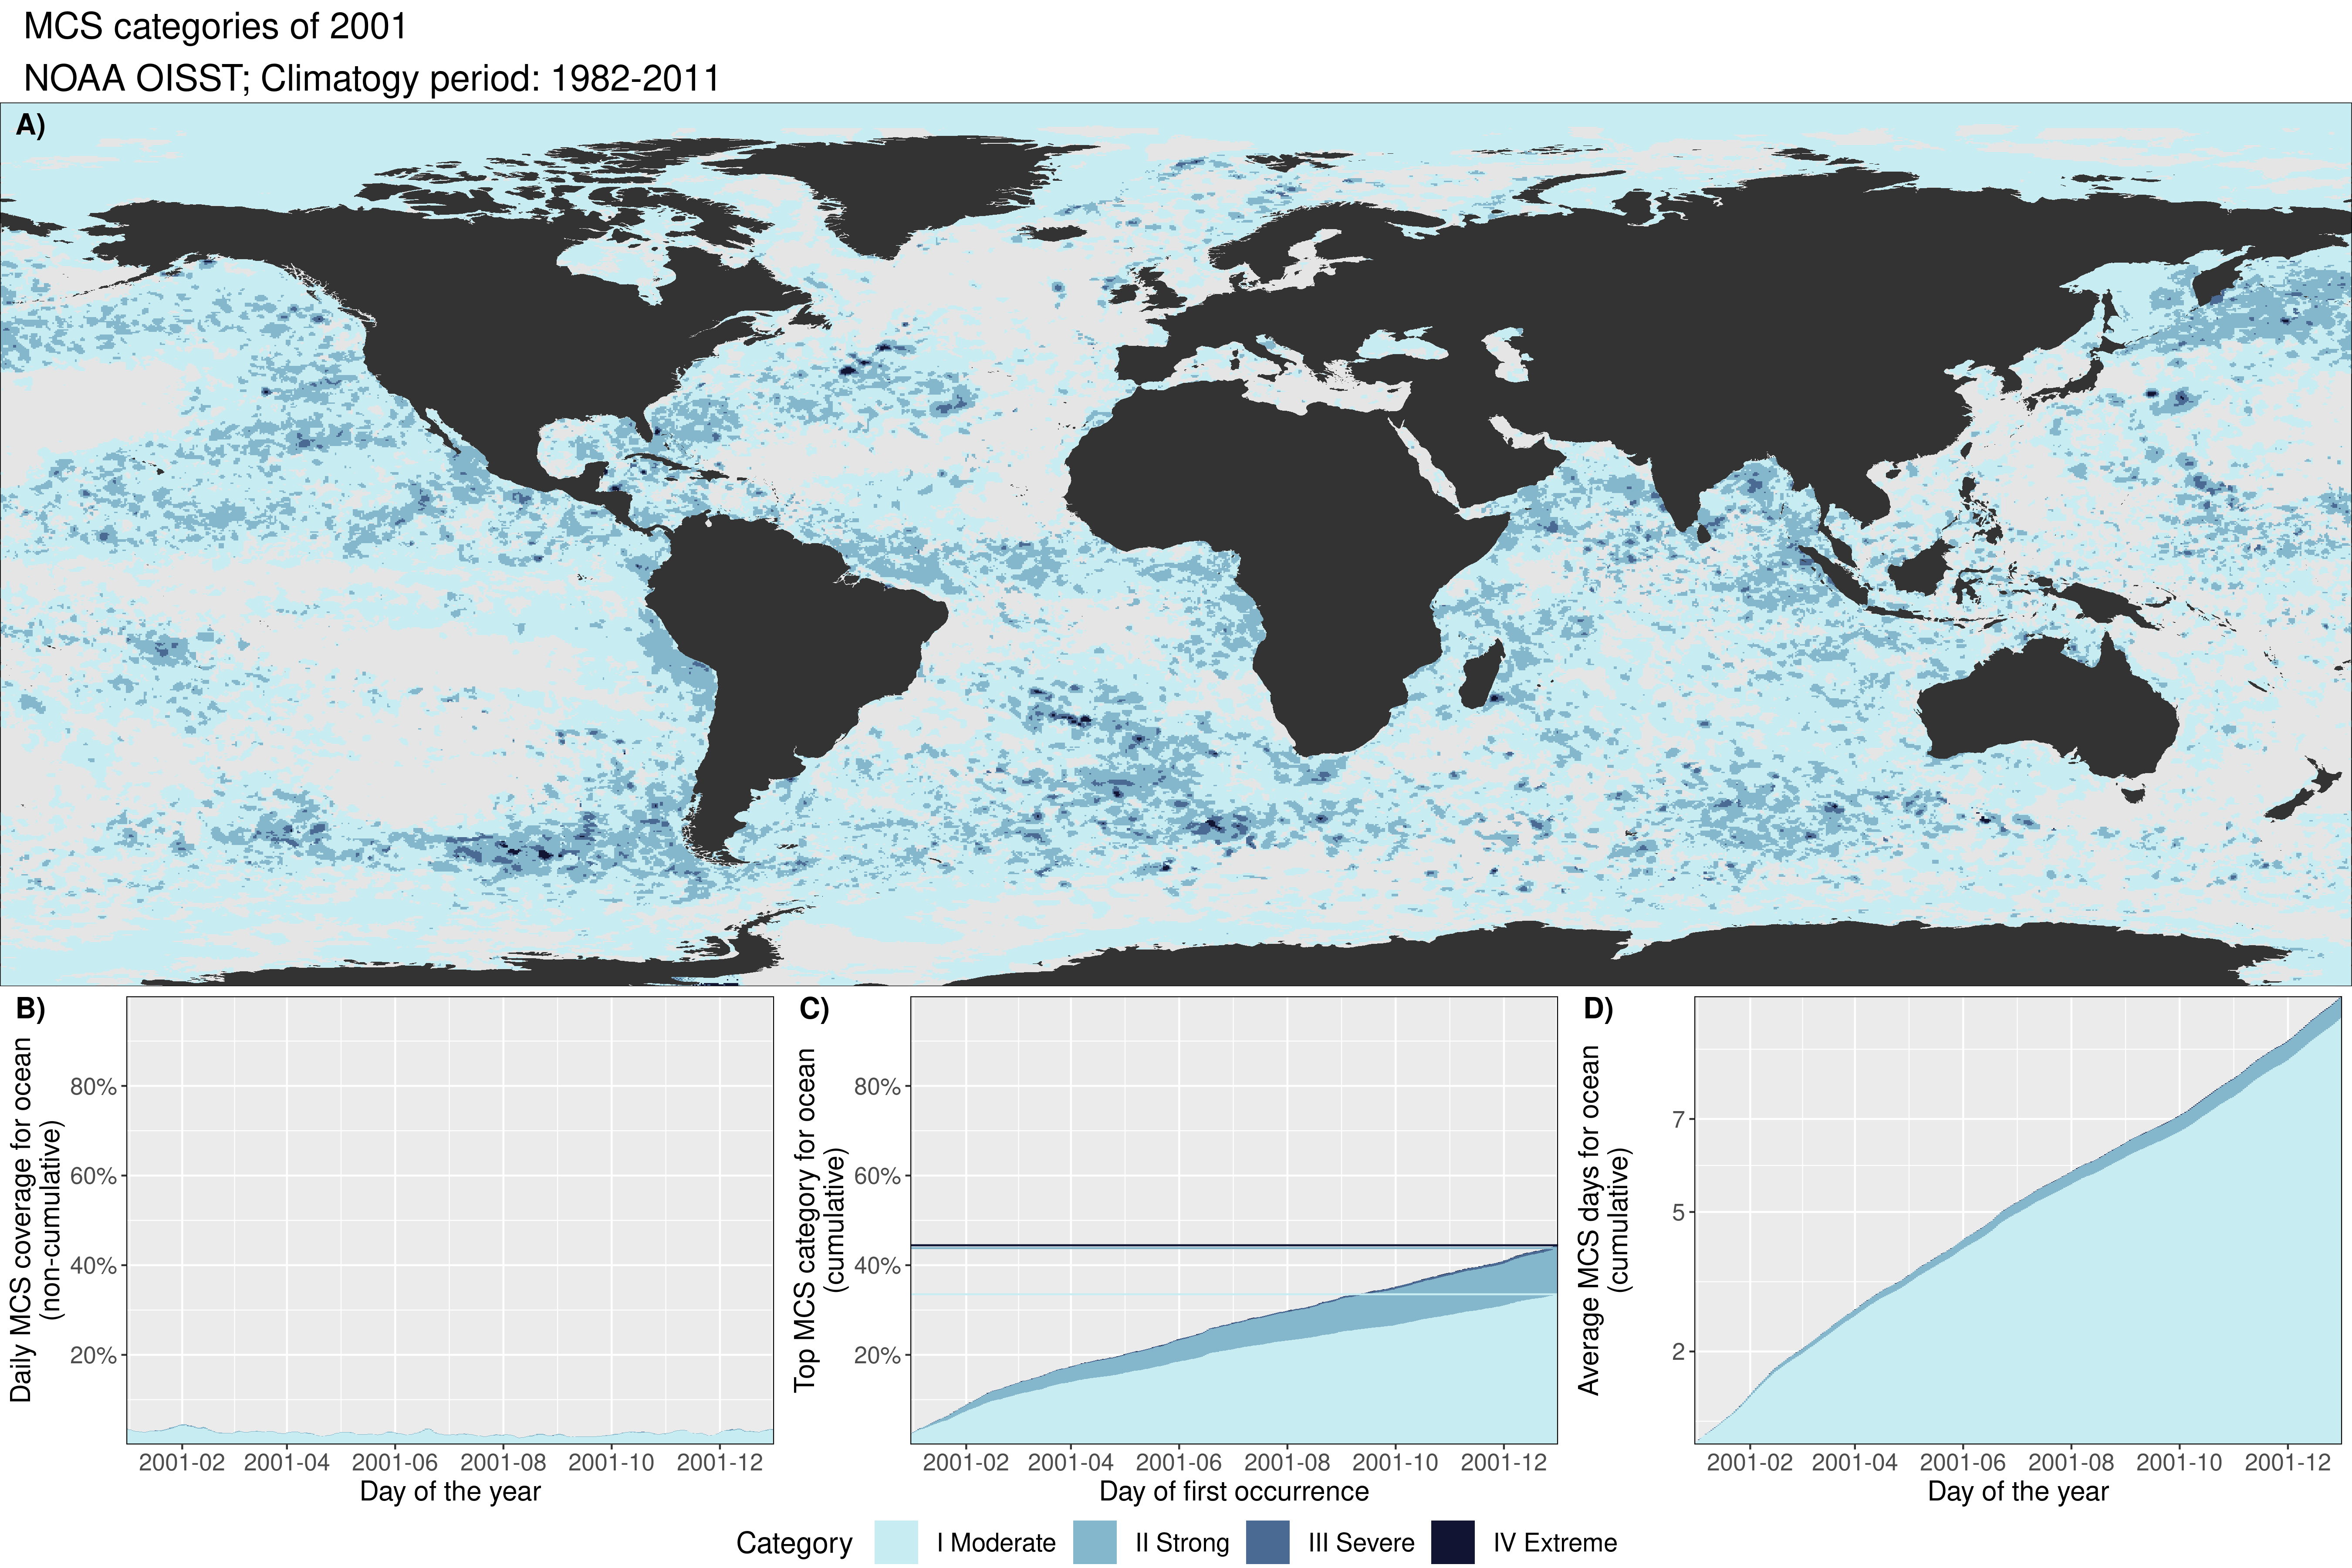 MCS categories of 2001
NOAA OISST; Climatogy period: 1982-2011
A)
B)
Daily MCS coverage for ocean
(non-cumulative)
80%
60%
40%
20%
2001-02 2001-04 2001-06 2001-08 2001-10 2001-12
Day of the year
C)
Top MCS category for ocean
(cumulative)
80%
60%
40%
20%
2001-02 2001-04 2001-06 2001-08 2001-10 2001-12
Day of first occurrence
D)
Average MCS days for ocean
(cumulative)
7
5
2
2001-02 2001-04 2001-06 2001-08 2001-10 2001-12
Day of the year
Category I Moderate II Strong III Severe IV Extreme